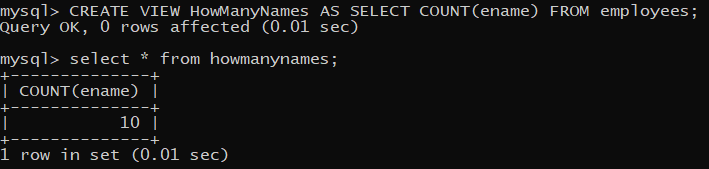 mysql> CREATE VIEW HowManyNames AS SELECT COUNT(ename) FROM employees;
Query OK, 0 rows affected (0.01 sec)
mysql> select * from howmanynames;
+--------------+
| COUNT(ename) |
+--------------+
|           10 |
+--------------+
1 row in set (0.01 sec)